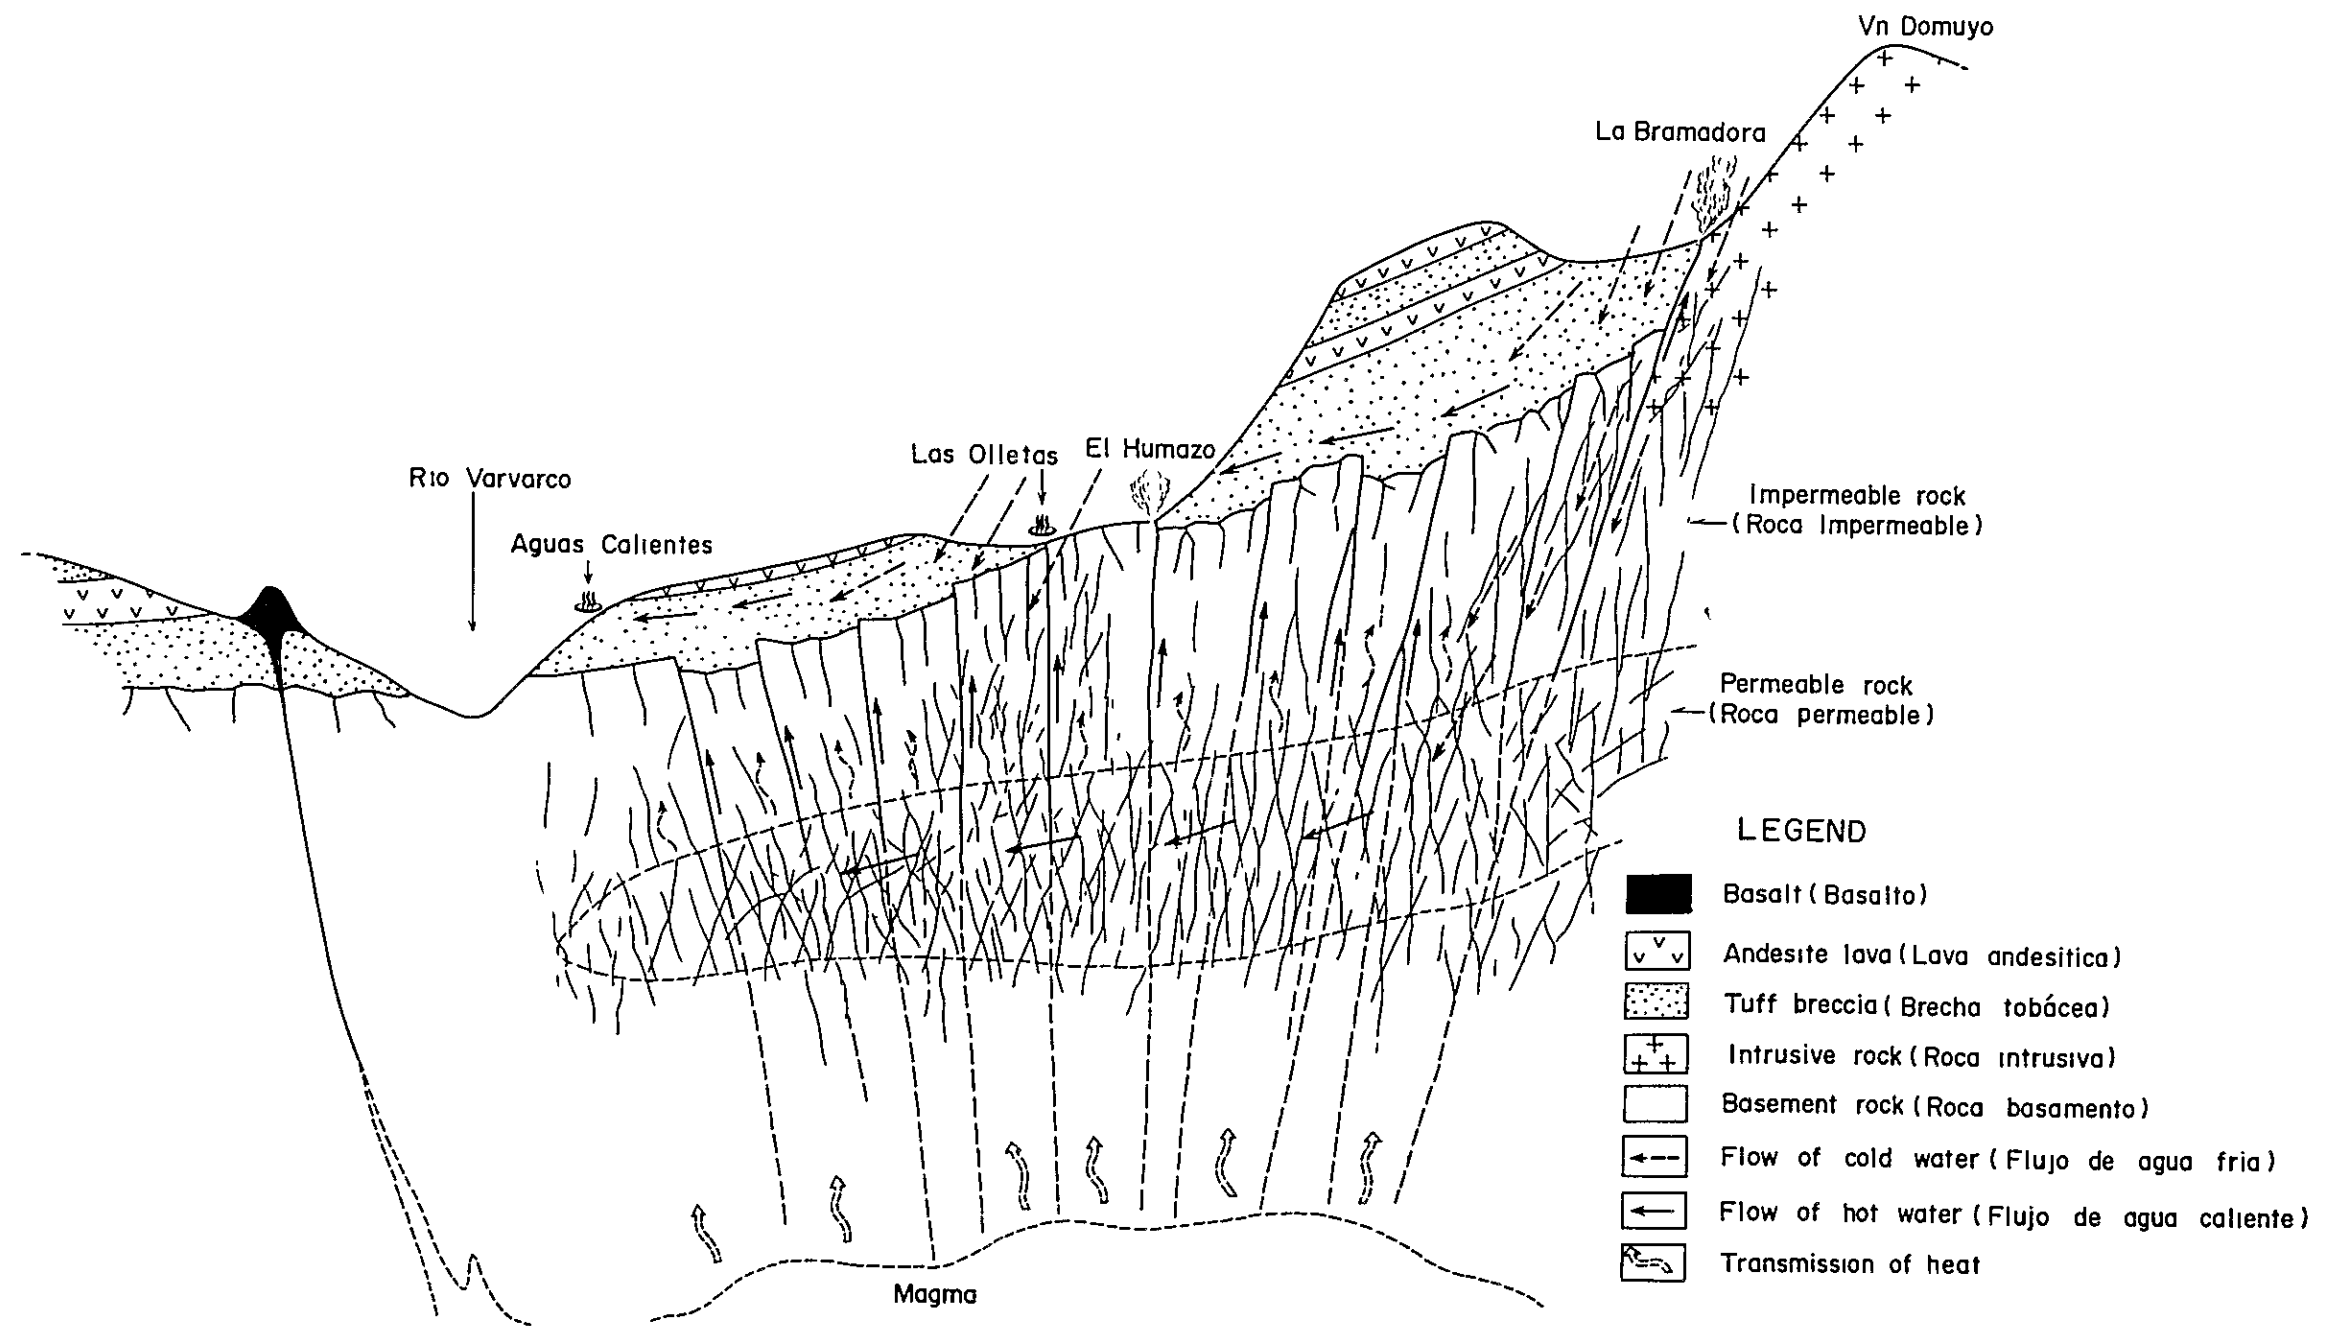 Vn Domuyo
La Bramadora
Las Olletas
El Humazo
Rio Varvarco
Aguas Calientes
Impermeable rock
(Roca Impermeable)
Permeable rock
(Roca permeable)
LEGEND
Basalt (Basalto)
Andesite lava (Lava andesitica)
Tuff breccia (Brecha tobácea)
Intrusive rock (Roca intrusiva)
Basement rock (Roca basamento)
Flow of cold water (Flujo de agua fria)
Flow of hot water (Flujo de agua caliente)
Transmission of heat
Magma